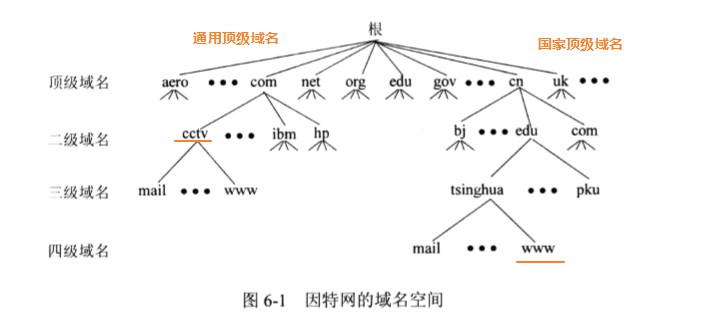 根
通用顶级域名
国家顶级域名
顶级域名 aero ••• com net org edu gov ••• cn uk •••
二级域名 cctv ••• ibm hp bj ••• edu com
三级域名 mail ••• www tsinghua ••• pku
四级域名 mail ••• www
图 6-1 因特网的域名空间